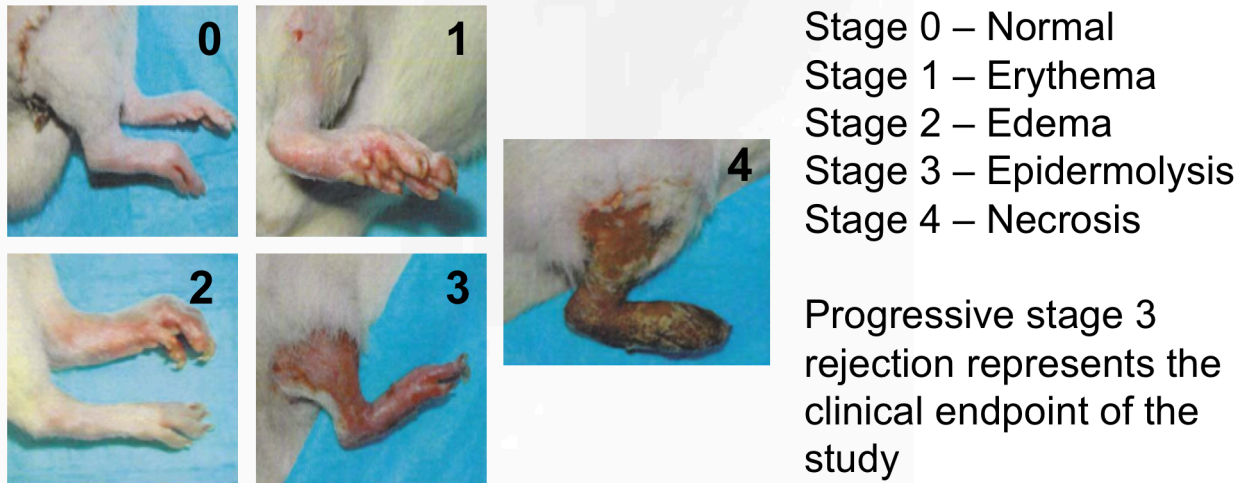 0
1
2
3
4
Stage 0 – Normal
Stage 1 – Erythema
Stage 2 – Edema
Stage 3 – Epidermolysis
Stage 4 – Necrosis
Progressive stage 3
rejection represents the
clinical endpoint of the
study